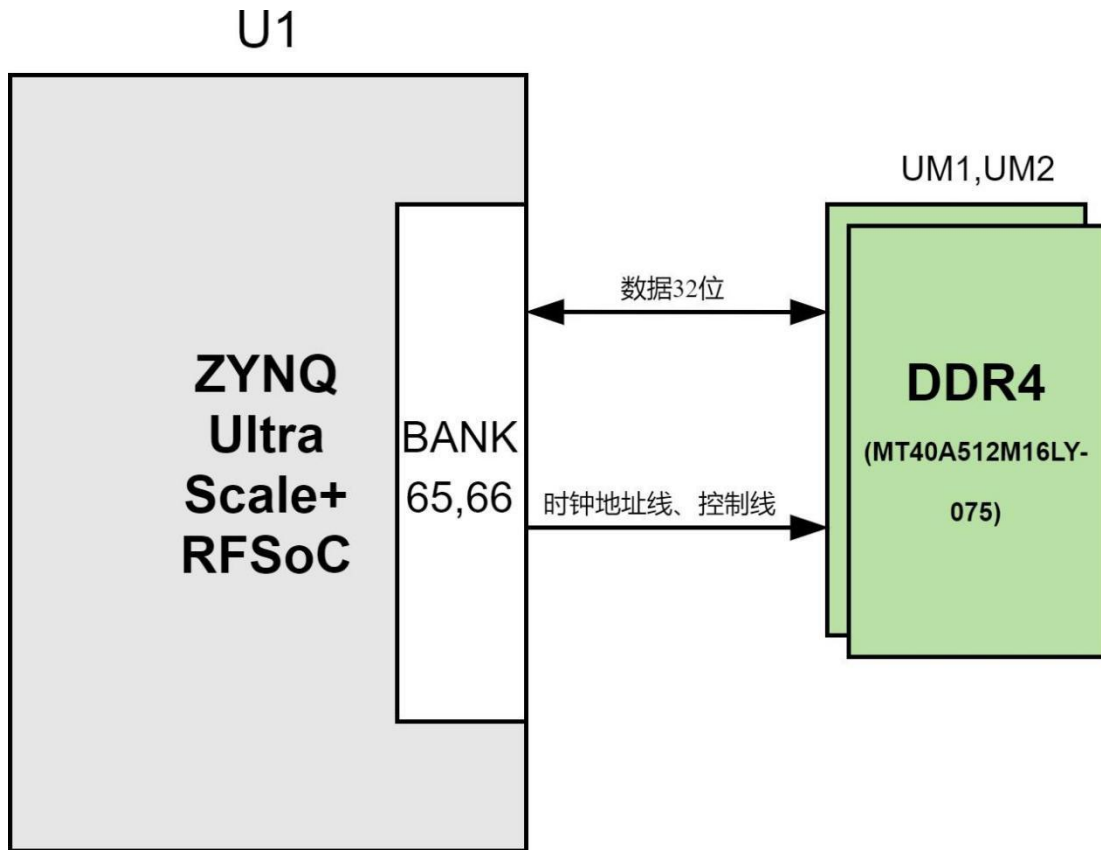 U1
UM1,UM2
数据32位
ZYNQ
Ultra
Scale+
RFSoC
BANK
65,66
时钟地址线、控制线
DDR4
(MT40A512M16LY-
075)